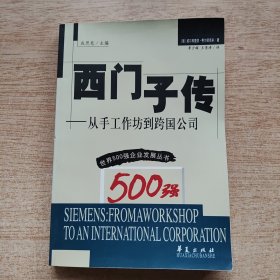 西门子传
——从手工作坊到跨国公司
世界500强企业发展丛书
500强
SIEMENS:FROMAWORKSHOP
TO AN INTERNATIONAL CORPORATION
华夏出版社
HUAXIACHUBANSHE